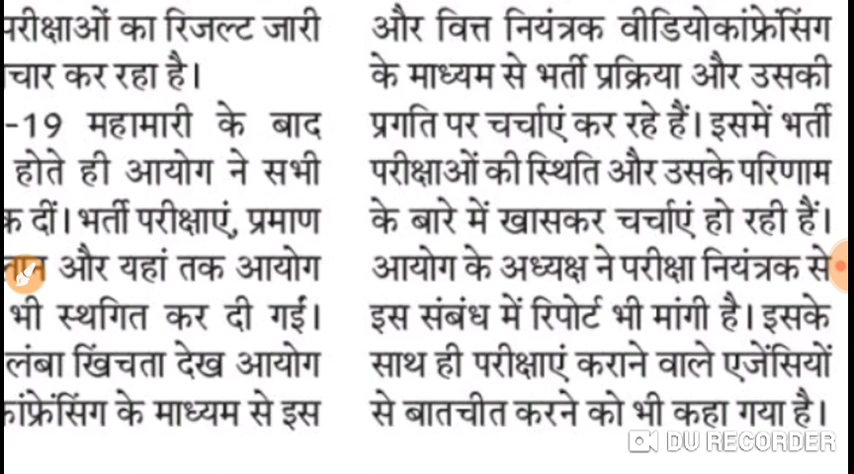 परीक्षाओं का रिजल्ट जारी
चार कर रहा है।
-19 महामारी के बाद
होते ही आयोग ने सभी
दीं। भर्ती परीक्षाएं, प्रमाण
और यहां तक आयोग
भी स्थगित कर दी गईं।
लंबा खिंचता देख आयोग
कांफ्रेंसिंग के माध्यम से इस
और वित्त नियंत्रक वीडियोकांफ्रेंसिंग
के माध्यम से भर्ती प्रक्रिया और उसकी
प्रगति पर चर्चाएं कर रहे हैं। इसमें भर्ती
परीक्षाओं की स्थिति और उसके परिणाम
के बारे में खासकर चर्चाएं हो रही हैं।
आयोग के अध्यक्ष ने परीक्षा नियंत्रक से
इस संबंध में रिपोर्ट भी मांगी है। इसके
साथ ही परीक्षाएं कराने वाले एजेंसियों
से बातचीत करने को भी कहा गया है।
DU RECORDER